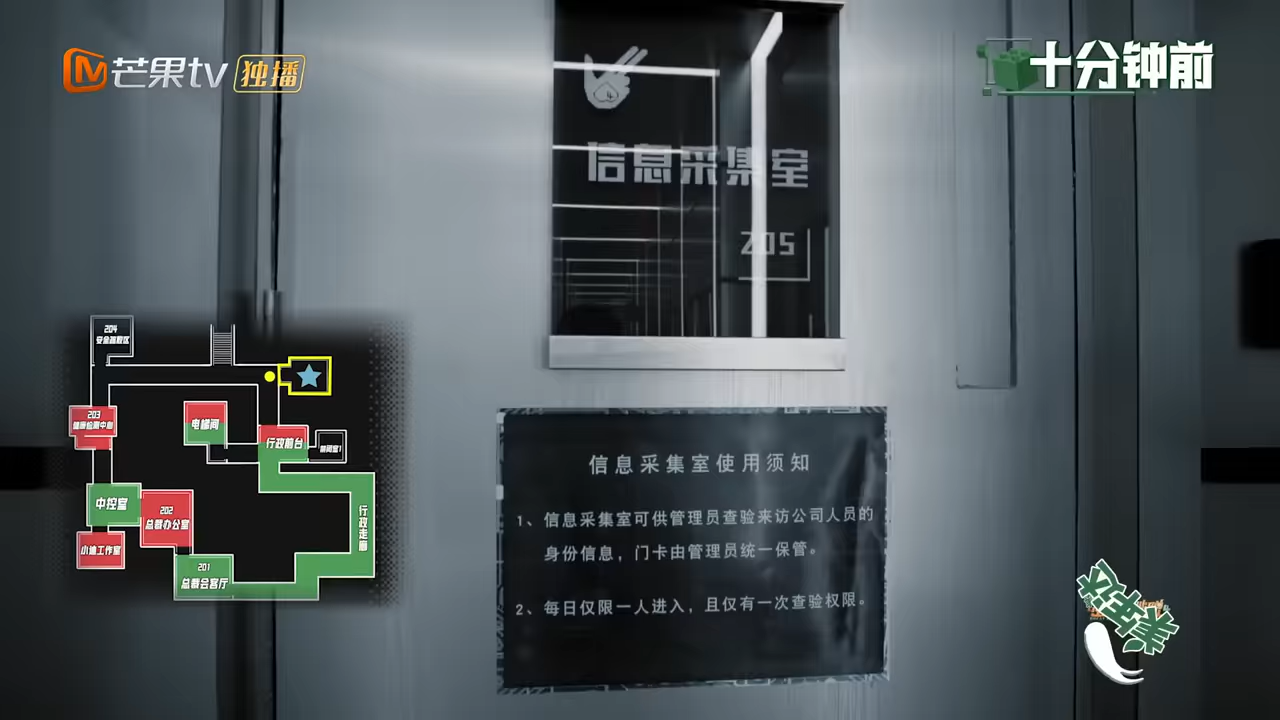 芒果tv 独播
十分钟前
信息采集室
205
204
安全疏散区
203
健康检测中心
电梯间
行政前台
中控室
202
总裁办公室
小迪工作室
201
总裁会客厅
行政走廊
信息采集室使用须知
1、信息采集室可供管理员查验来访公司人员的
身份信息，门卡由管理员统一保管。
2、每日仅限一人进入，且仅有一次查验权限。